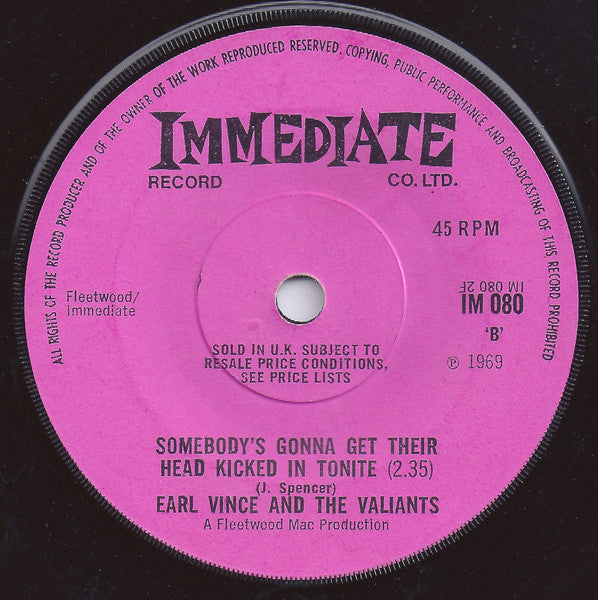 ALL RIGHTS OF THE RECORD PRODUCER AND OF THE OWNER OF THE WORK REPRODUCED RESERVED. COPYING, PUBLIC PERFORMANCE AND BROADCASTING OF THIS RECORD PROHIBITED
IMMEDIATE
RECORD CO. LTD.
45 RPM
Fleetwood/
Immediate
IM 080 2F
IM 080
'B'
℗ 1969
SOLD IN U.K. SUBJECT TO
RESALE PRICE CONDITIONS,
SEE PRICE LISTS
SOMEBODY'S GONNA GET THEIR
HEAD KICKED IN TONITE (2.35)
(J. Spencer)
EARL VINCE AND THE VALIANTS
A Fleetwood Mac Production